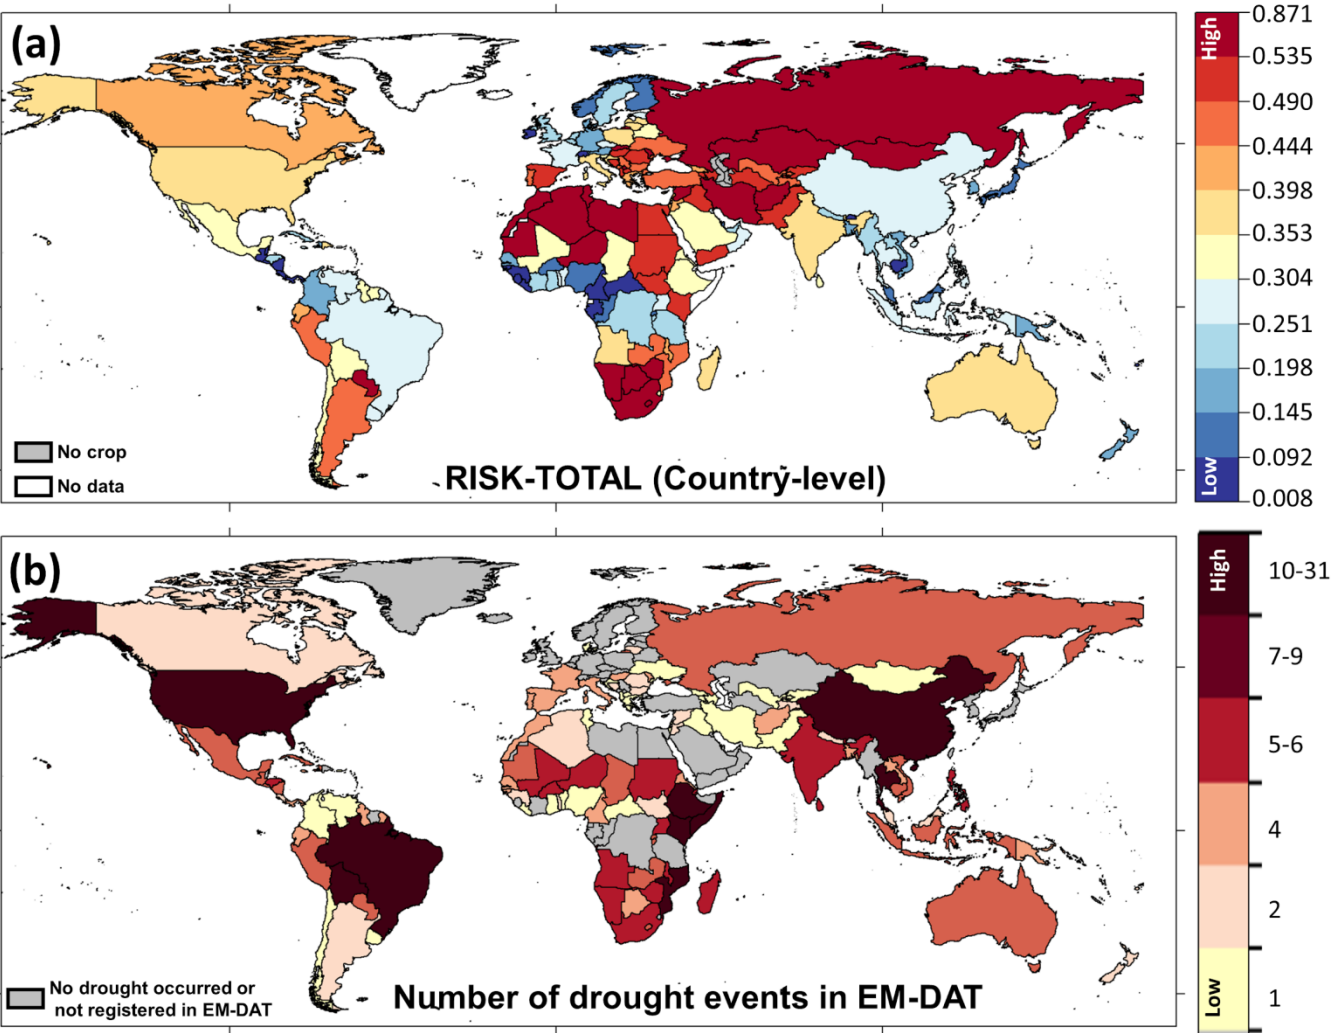 (a)
No crop
No data
RISK-TOTAL (Country-level)
High
Low
0.871
0.535
0.490
0.444
0.398
0.353
0.304
0.251
0.198
0.145
0.092
0.008
(b)
No drought occurred or
not registered in EM-DAT
Number of drought events in EM-DAT
High
Low
10-31
7-9
5-6
4
2
1